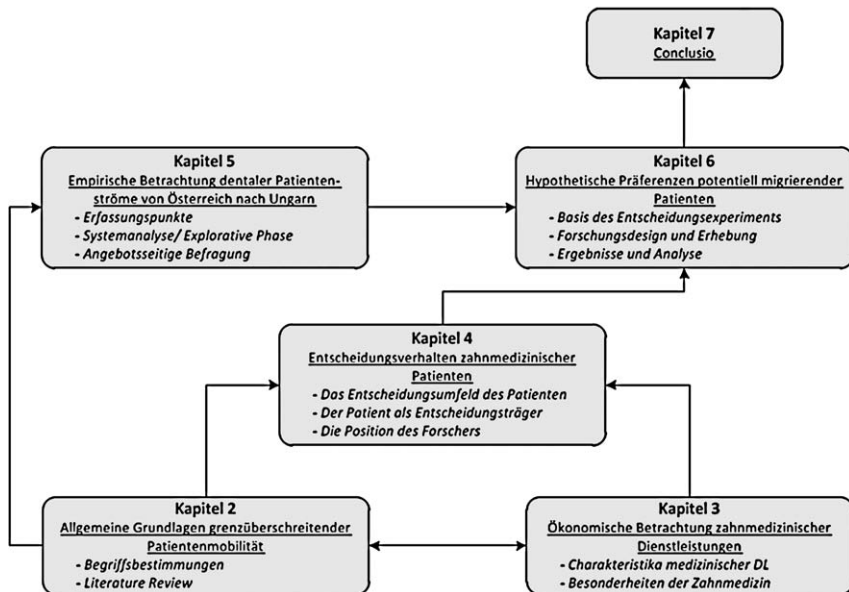 Kapitel 7
Conclusio
Kapitel 5
Empirische Betrachtung dentaler Patienten-
ströme von Österreich nach Ungarn
- Erfassungspunkte
- Systemanalyse/ Explorative Phase
- Angebotsseitige Befragung
Kapitel 6
Hypothetische Präferenzen potentiell migrierender
Patienten
- Basis des Entscheidungsexperiments
- Forschungsdesign und Erhebung
- Ergebnisse und Analyse
Kapitel 4
Entscheidungsverhalten zahnmedizinischer
Patienten
- Das Entscheidungsumfeld des Patienten
- Der Patient als Entscheidungsträger
- Die Position des Forschers
Kapitel 2
Allgemeine Grundlagen grenzüberschreitender
Patientenmobilität
- Begriffsbestimmungen
- Literature Review
Kapitel 3
Ökonomische Betrachtung zahnmedizinischer
Dienstleistungen
- Charakteristika medizinischer DL
- Besonderheiten der Zahnmedizin